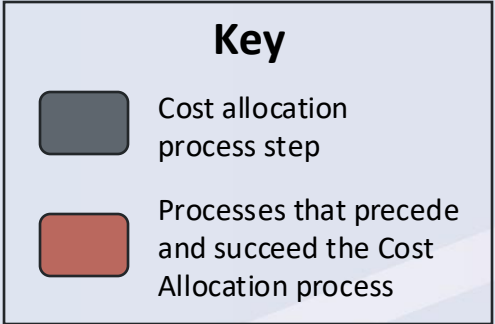 Key
Cost allocation
process step
Processes that precede
and succeed the Cost
Allocation process